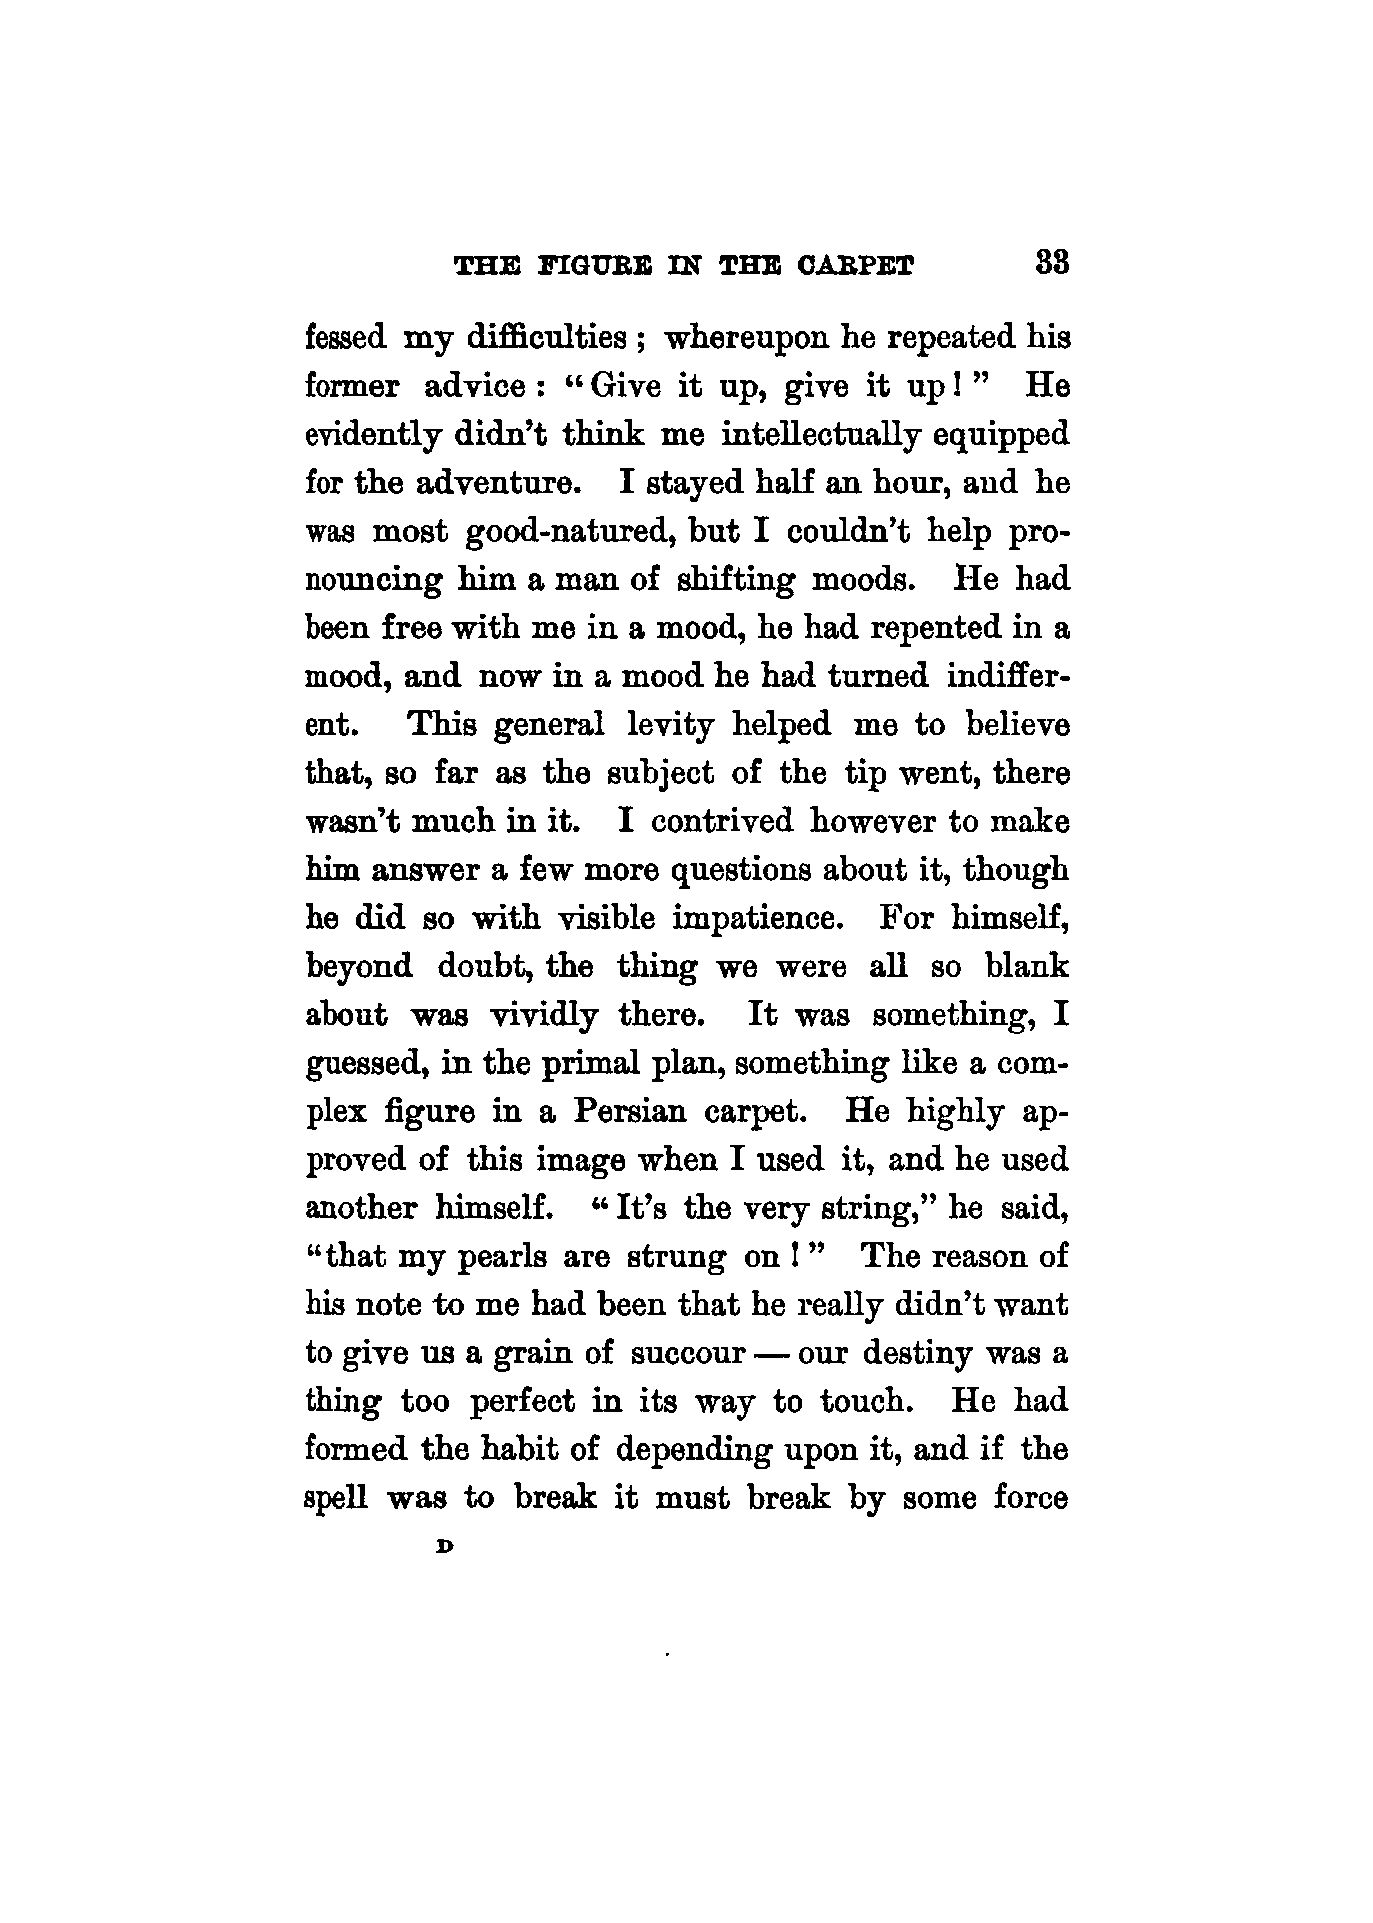 THE FIGURE IN THE CARPET 33
fessed my difficulties ; whereupon he repeated his
former advice : “Give it up, give it up! ” He
evidently didn’t think me intellectually equipped
for the adventure. I stayed half an hour, and he
was most good-natured, but I couldn’t help pro-
nouncing him a man of shifting moods. He had
been free with me in a mood, he had repented in a
mood, and now in a mood he had turned indiffer-
ent. This general levity helped me to believe
that, so far as the subject of the tip went, there
wasn’t much in it. I contrived however to make
him answer a few more questions about it, though
he did so with visible impatience. For himself,
beyond doubt, the thing we were all so blank
about was vividly there. It was something, I
guessed, in the primal plan, something like a com-
plex figure in a Persian carpet. He highly ap-
proved of this image when I used it, and he used
another himself. “ It’s the very string,” he said,
“that my pearls are strung on ! ” The reason of
his note to me had been that he really didn’t want
to give us a grain of succour — our destiny was a
thing too perfect in its way to touch. He had
formed the habit of depending upon it, and if the
spell was to break it must break by some force
D